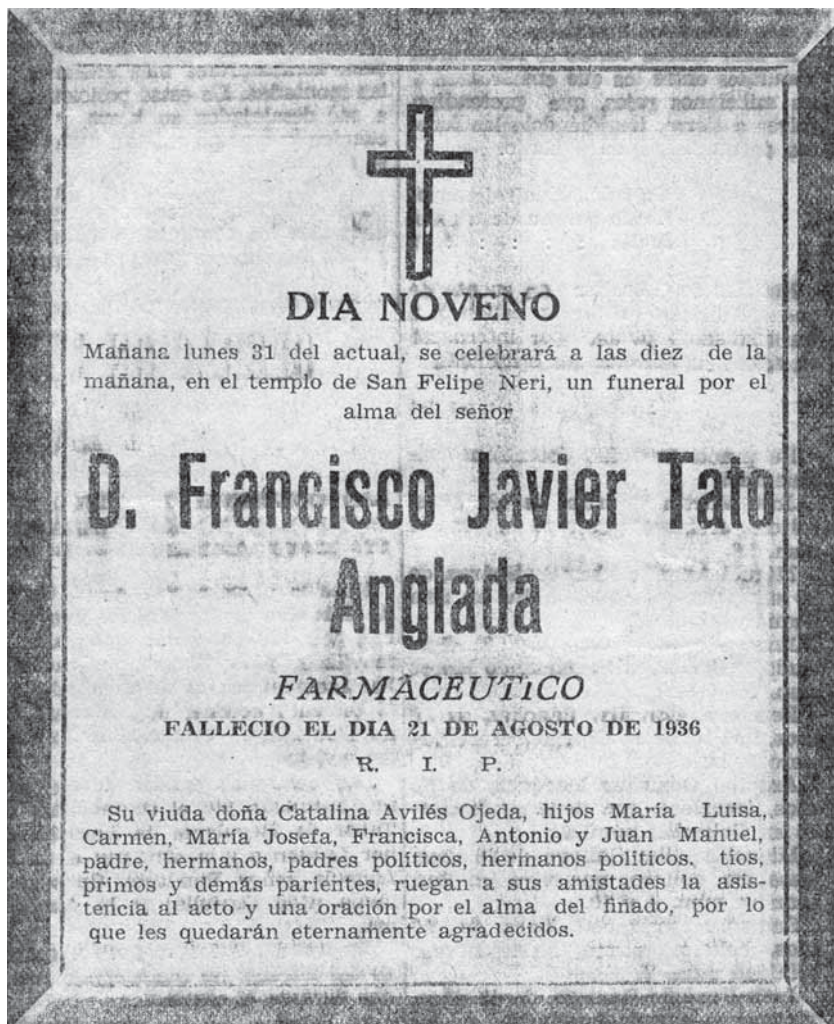 DIA NOVENO
Mañana lunes 31 del actual, se celebrará a las diez de la
mañana, en el templo de San Felipe Neri, un funeral por el
alma del señor
D. Francisco Javier Tato
Anglada
FARMACEUTICO
FALLECIO EL DIA 21 DE AGOSTO DE 1936
R. I. P.
Su viuda doña Catalina Avilés Ojeda, hijos María Luisa,
Carmen, María Josefa, Francisca, Antonio y Juan Manuel,
padre, hermanos, padres políticos, hermanos políticos. tios,
primos y demás parientes, ruegan a sus amistades la asis-
tencia al acto y una oración por el alma del finado, por lo
que les quedarán eternamente agradecidos.